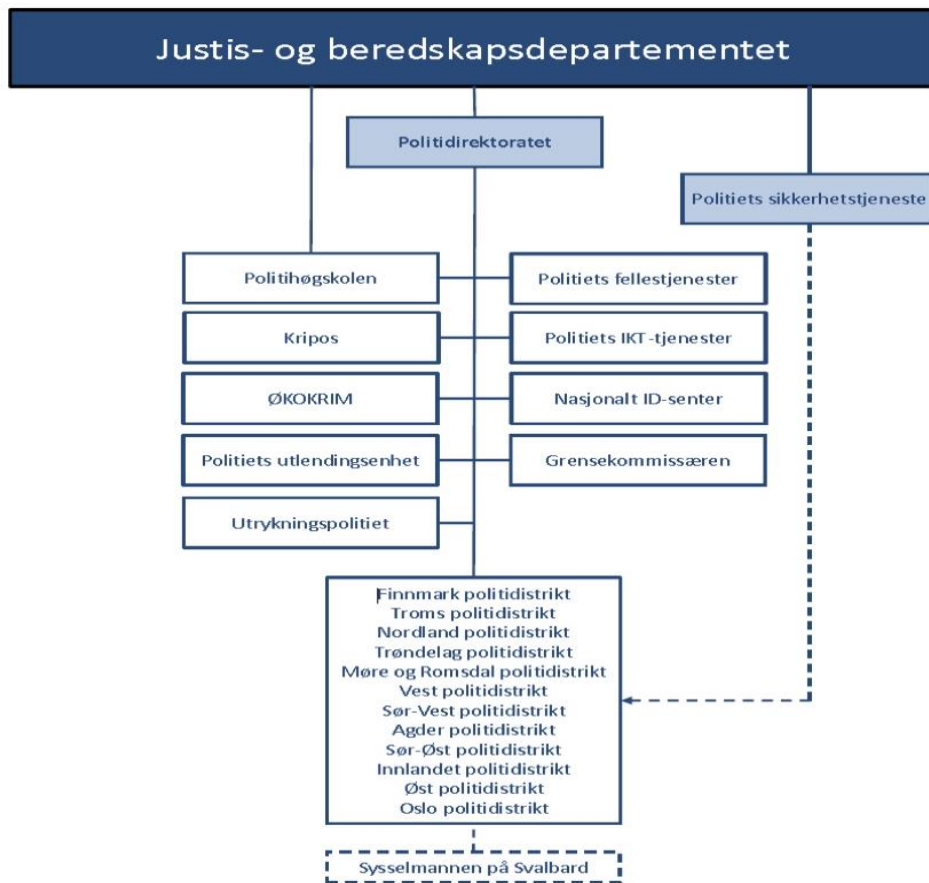 Justis- og beredskapsdepartementet
Politidirektoratet
Politiets sikkerhetstjeneste
Politihøgskolen
Politiets fellestjenester
Kripos
Politiets IKT-tjenester
ØKOKRIM
Nasjonalt ID-senter
Politiets utlendingsenhet
Grensekommissæren
Utrykningspolitiet
Finnmark politidistrikt
Troms politidistrikt
Nordland politidistrikt
Trøndelag politidistrikt
Møre og Romsdal politidistrikt
Vest politidistrikt
Sør-Vest politidistrikt
Agder politidistrikt
Sør-Øst politidistrikt
Innlandet politidistrikt
Øst politidistrikt
Oslo politidistrikt
Sysselmannen på Svalbard